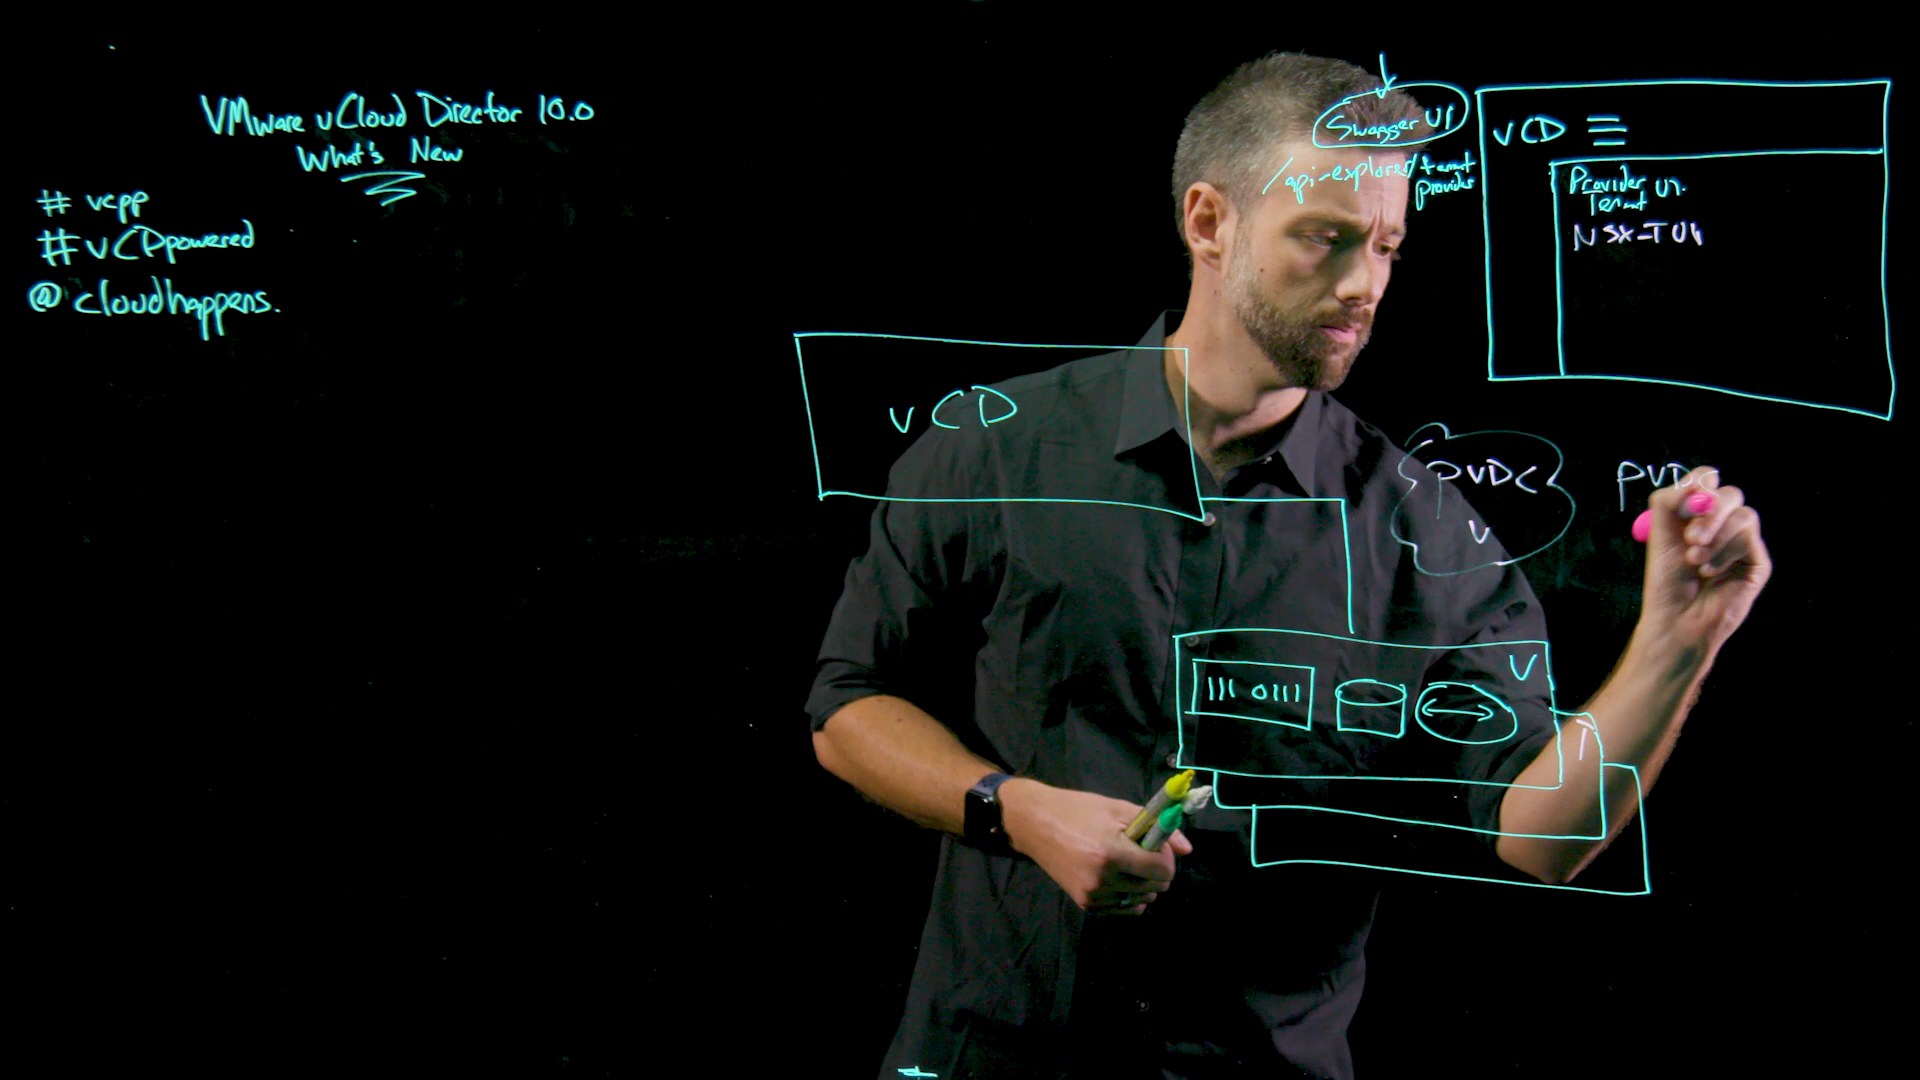 VMware vCloud Director 10.0
What's New
# vcpp
#vCDpowered
@cloudhappens.
Swagger UI
/api-explorer/tenant
provider
vCD
Provider UI.
Tenant
NSX-T UI
vCD
PVDC
V
PVDC
V
T